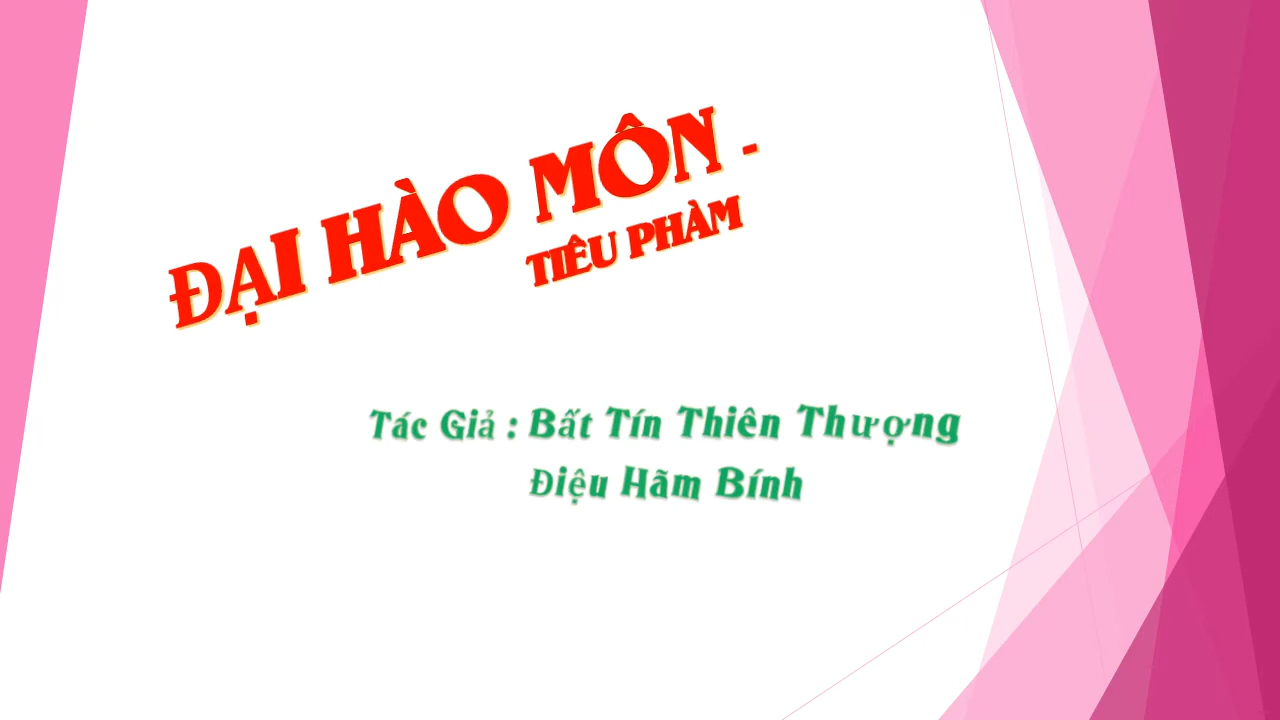 ĐẠI HÀO MÔN -
TIÊU PHÀM
Tác Giả : Bất Tín Thiên Thượng
Điệu Hãm Bính